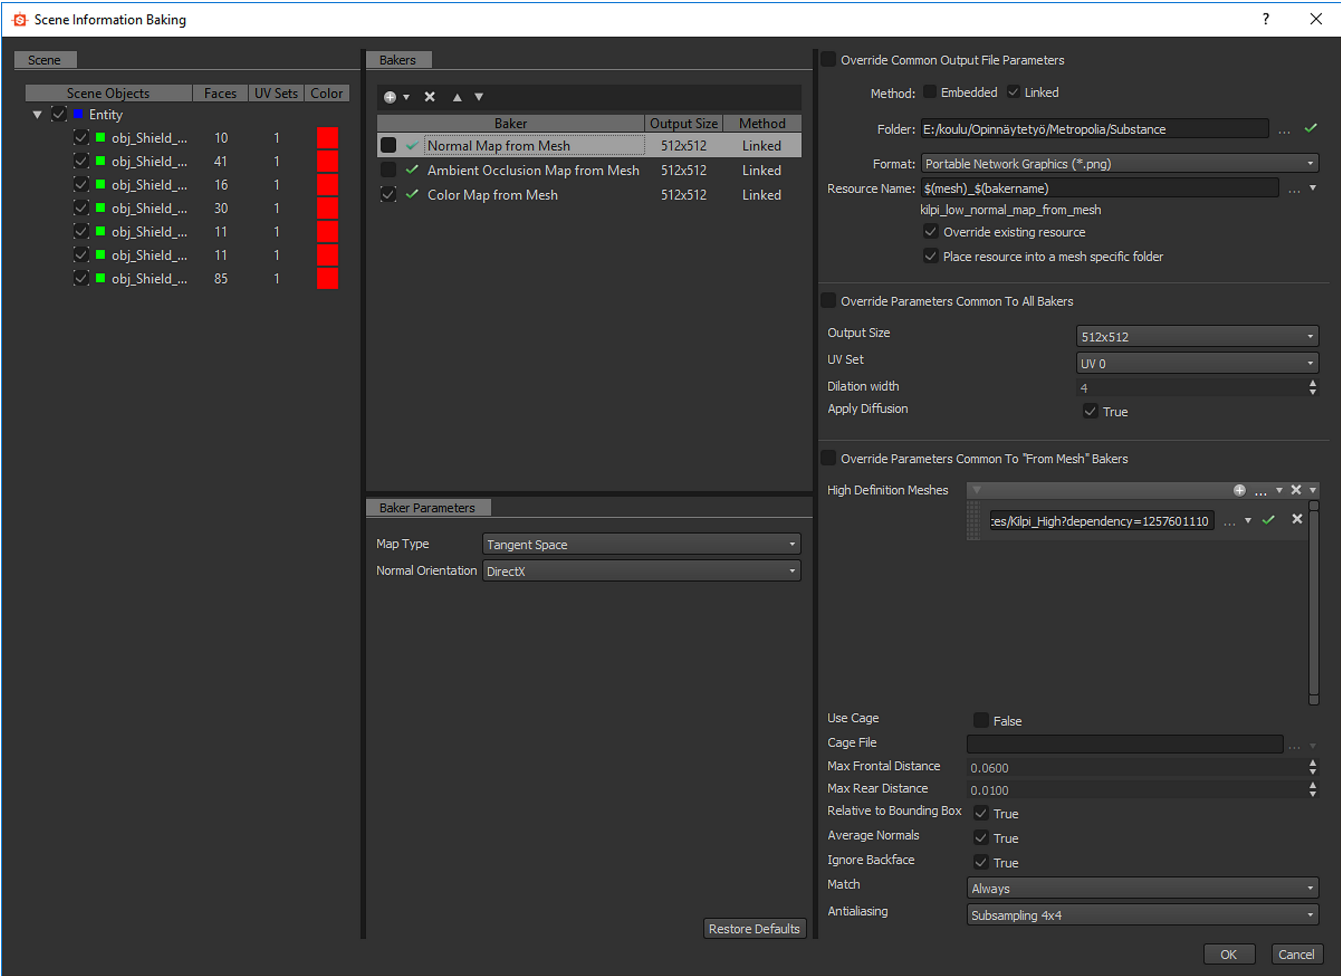 Scene Information Baking
?
Scene
Scene Objects Faces UV Sets Color
Entity
obj_Shield_... 10 1
obj_Shield_... 41 1
obj_Shield_... 16 1
obj_Shield_... 30 1
obj_Shield_... 11 1
obj_Shield_... 11 1
obj_Shield_... 85 1
Bakers
Baker Output Size Method
Normal Map from Mesh 512x512 Linked
Ambient Occlusion Map from Mesh 512x512 Linked
Color Map from Mesh 512x512 Linked
Baker Parameters
Map Type Tangent Space
Normal Orientation DirectX
Restore Defaults
Override Common Output File Parameters
Method: Embedded Linked
Folder: E:/koulu/Opinnäytetyö/Metropolia/Substance ...
Format: Portable Network Graphics (*.png)
Resource Name: $(mesh)_$(bakername) ...
kilpi_low_normal_map_from_mesh
Override existing resource
Place resource into a mesh specific folder
Override Parameters Common To All Bakers
Output Size 512x512
UV Set UV 0
Dilation width 4
Apply Diffusion True
Override Parameters Common To "From Mesh" Bakers
High Definition Meshes ...
:es/Kilpi_High?dependency=1257601110 ...
Use Cage False
Cage File ...
Max Frontal Distance 0.0600
Max Rear Distance 0.0100
Relative to Bounding Box True
Average Normals True
Ignore Backface True
Match Always
Antialiasing Subsampling 4x4
OK Cancel